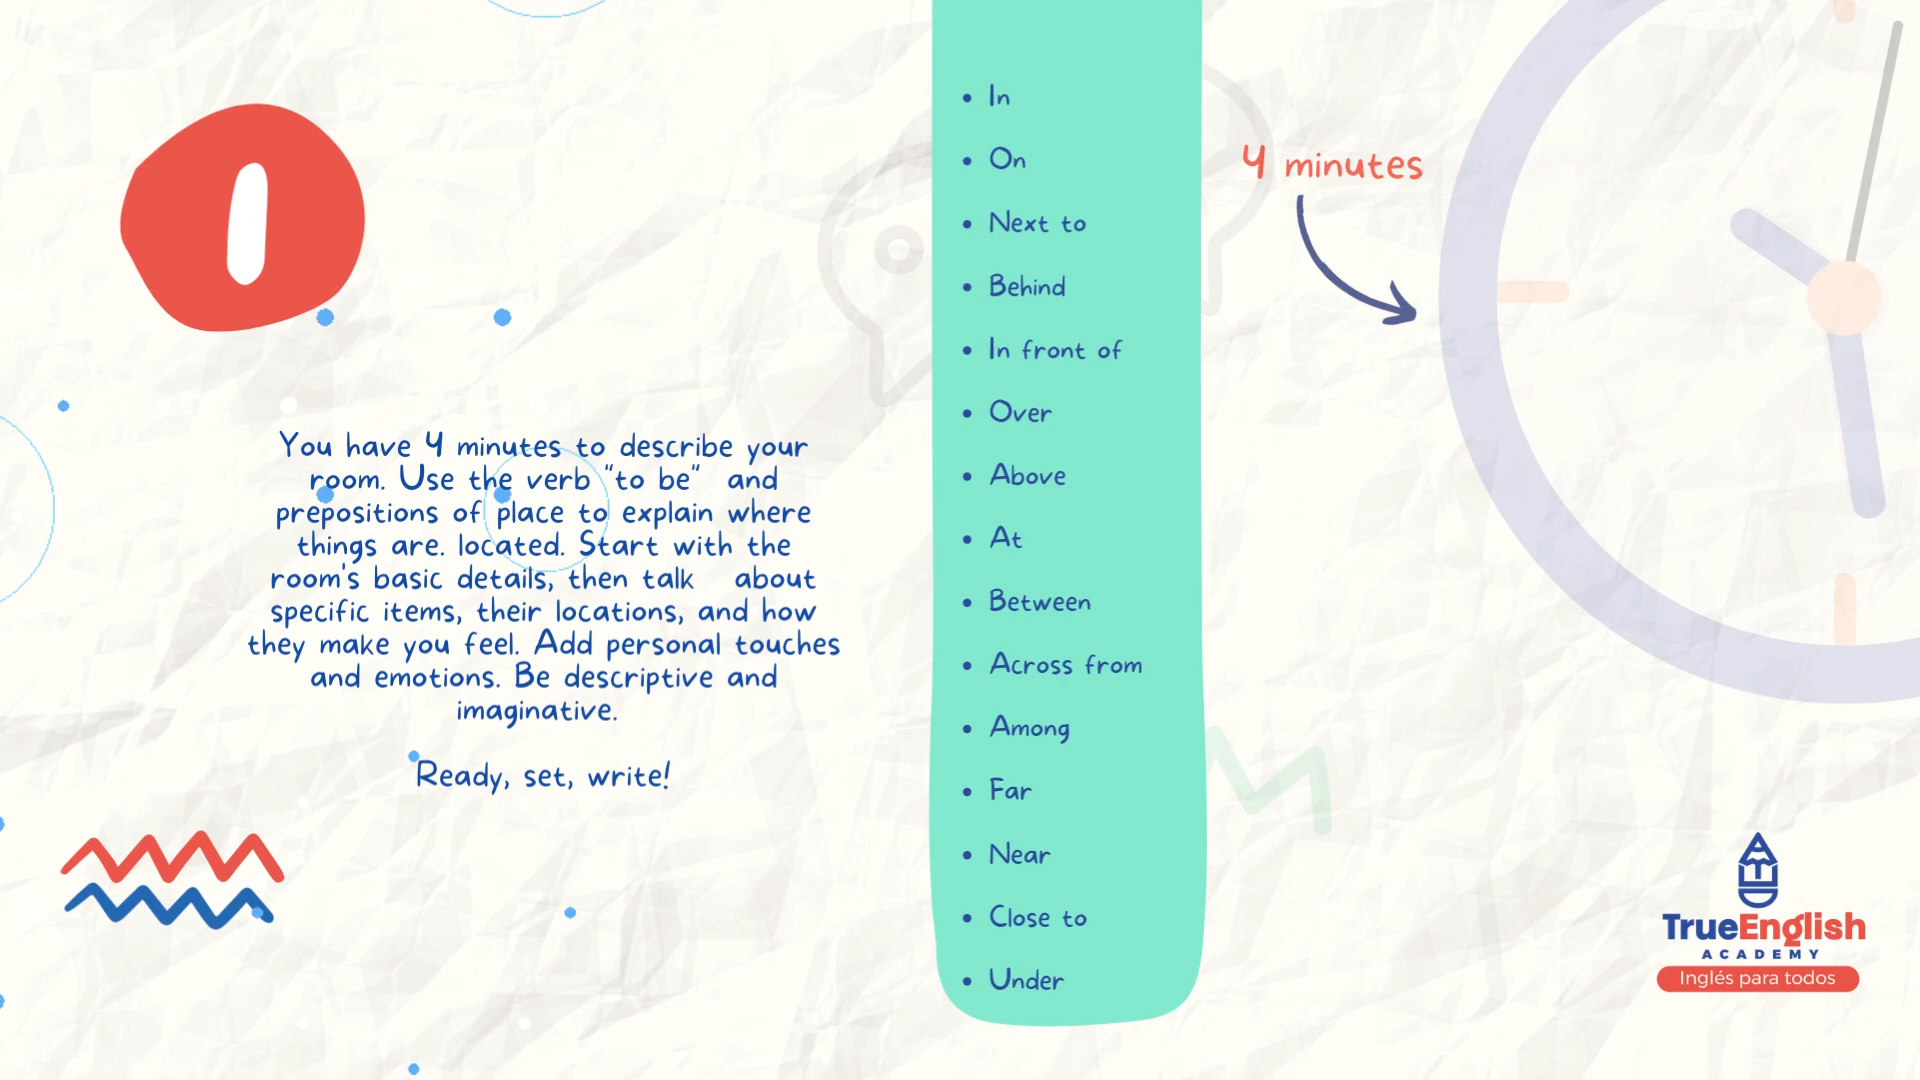 1
You have 4 minutes to describe your
room. Use the verb "to be" and
prepositions of place to explain where
things are. located. Start with the
room's basic details, then talk about
specific items, their locations, and how
they make you feel. Add personal touches
and emotions. Be descriptive and
imaginative.
Ready, set, write!
• In
• On
• Next to
• Behind
• In front of
• Over
• Above
• At
• Between
• Across from
• Among
• Far
• Near
• Close to
• Under
4 minutes
TrueEnglish
ACADEMY
Inglés para todos